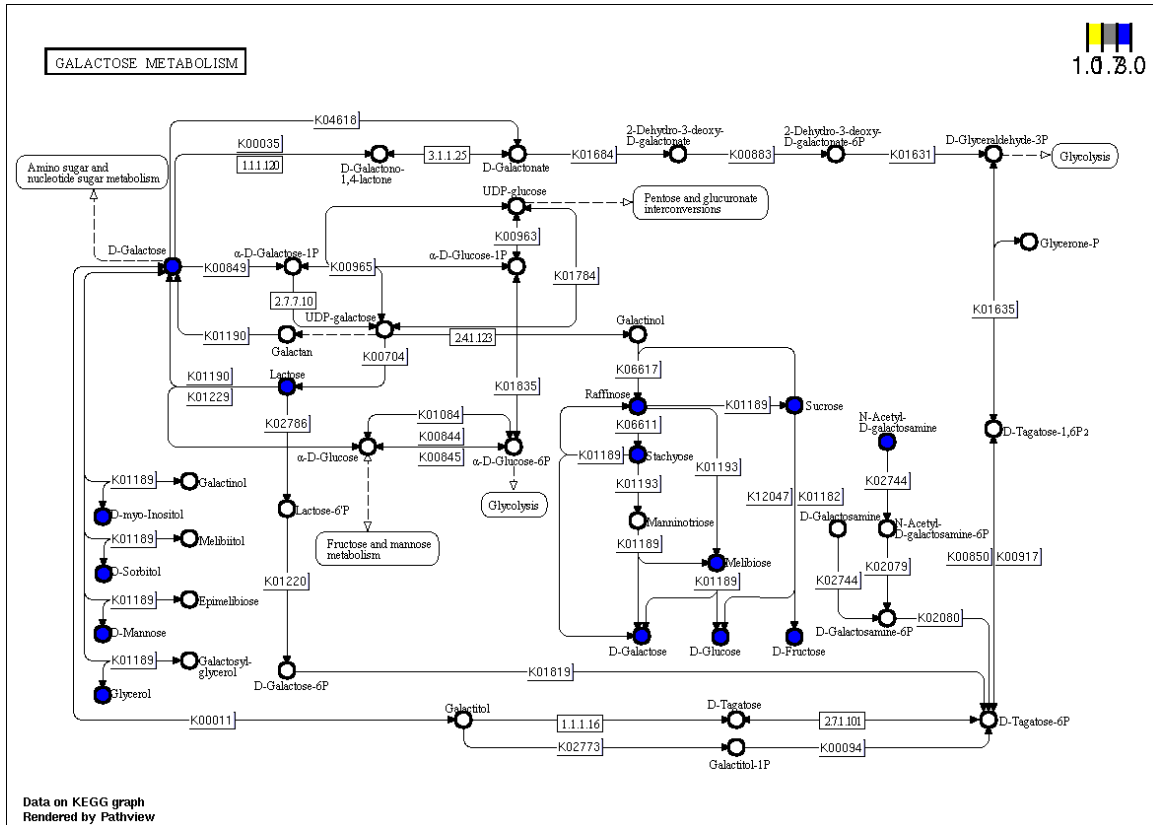 GALACTOSE METABOLISM
1.0
1.7
3.0
K04618
K00035
1.1.1.120
D-Galactono-
1,4-lactone
3.1.1.25
D-Galactonate
K01684
2-Dehydro-3-deoxy-
D-galactonate
K00883
2-Dehydro-3-deoxy-
D-galactonate-6P
K01631
D-Glyceraldehyde-3P
Glycolysis
Amino sugar and
nucleotide sugar metabolism
UDP-glucose
Pentose and glucuronate
interconversions
K00963
D-Galactose
K00849
α-D-Galactose-1P
K00965
α-D-Glucose-1P
K01784
Glycerone-P
2.7.7.10
UDP-galactose
K01635
K01190
Galactan
2.4.1.123
Galactinol
K00704
K01190
K01229
Lactose
K01835
K06617
Raffinose
K01189
Sucrose
K02786
K01084
K00844
K00845
α-D-Glucose
α-D-Glucose-6P
K06611
K01189
Stachyose
K01193
K01193
N-Acetyl-
D-galactosamine
D-Tagatose-1,6P2
K01189
Galactinol
D-myo-Inositol
Lactose-6'P
Glycolysis
Manninotriose
K12047
K01182
K02744
D-Galactosamine
N-Acetyl-
D-galactosamine-6P
K01189
Melibiitol
D-Sorbitol
Fructose and mannose
metabolism
K01189
Melibiose
K01189
K02744
K02079
K00850
K00917
K01220
K01189
Epimelibiose
D-Mannose
D-Galactose
D-Glucose
D-Fructose
D-Galactosamine-6P
K02080
K01189
Galactosyl-
glycerol
Glycerol
D-Galactose-6P
K01819
K00011
Galactitol
1.1.1.16
D-Tagatose
2.7.1.101
D-Tagatose-6P
K02773
Galactitol-1P
K00094
Data on KEGG graph
Rendered by Pathview